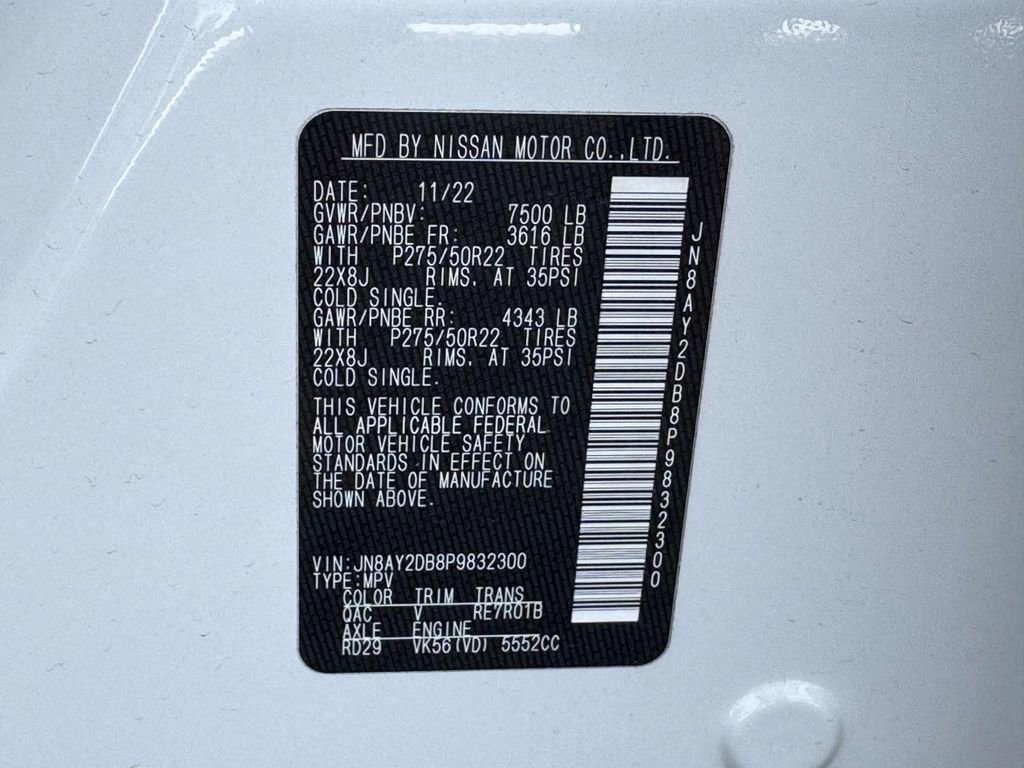 MFD BY NISSAN MOTOR CO.,LTD.
DATE: 11/22
GVWR/PNBV: 7500 LB
GAWR/PNBE FR: 3616 LB
WITH P275/50R22 TIRES
22X8J RIMS, AT 35PSI
COLD SINGLE.
GAWR/PNBE RR: 4343 LB
WITH P275/50R22 TIRES
22X8J RIMS, AT 35PSI
COLD SINGLE.
THIS VEHICLE CONFORMS TO
ALL APPLICABLE FEDERAL
MOTOR VEHICLE SAFETY
STANDARDS IN EFFECT ON
THE DATE OF MANUFACTURE
SHOWN ABOVE.
VIN:JN8AY2DB8P9832300
TYPE:MPV
COLOR TRIM TRANS
QAC V RE7R01B
AXLE ENGINE
RD29 VK56(VD) 5552CC
JN8AY2DB8P9832300